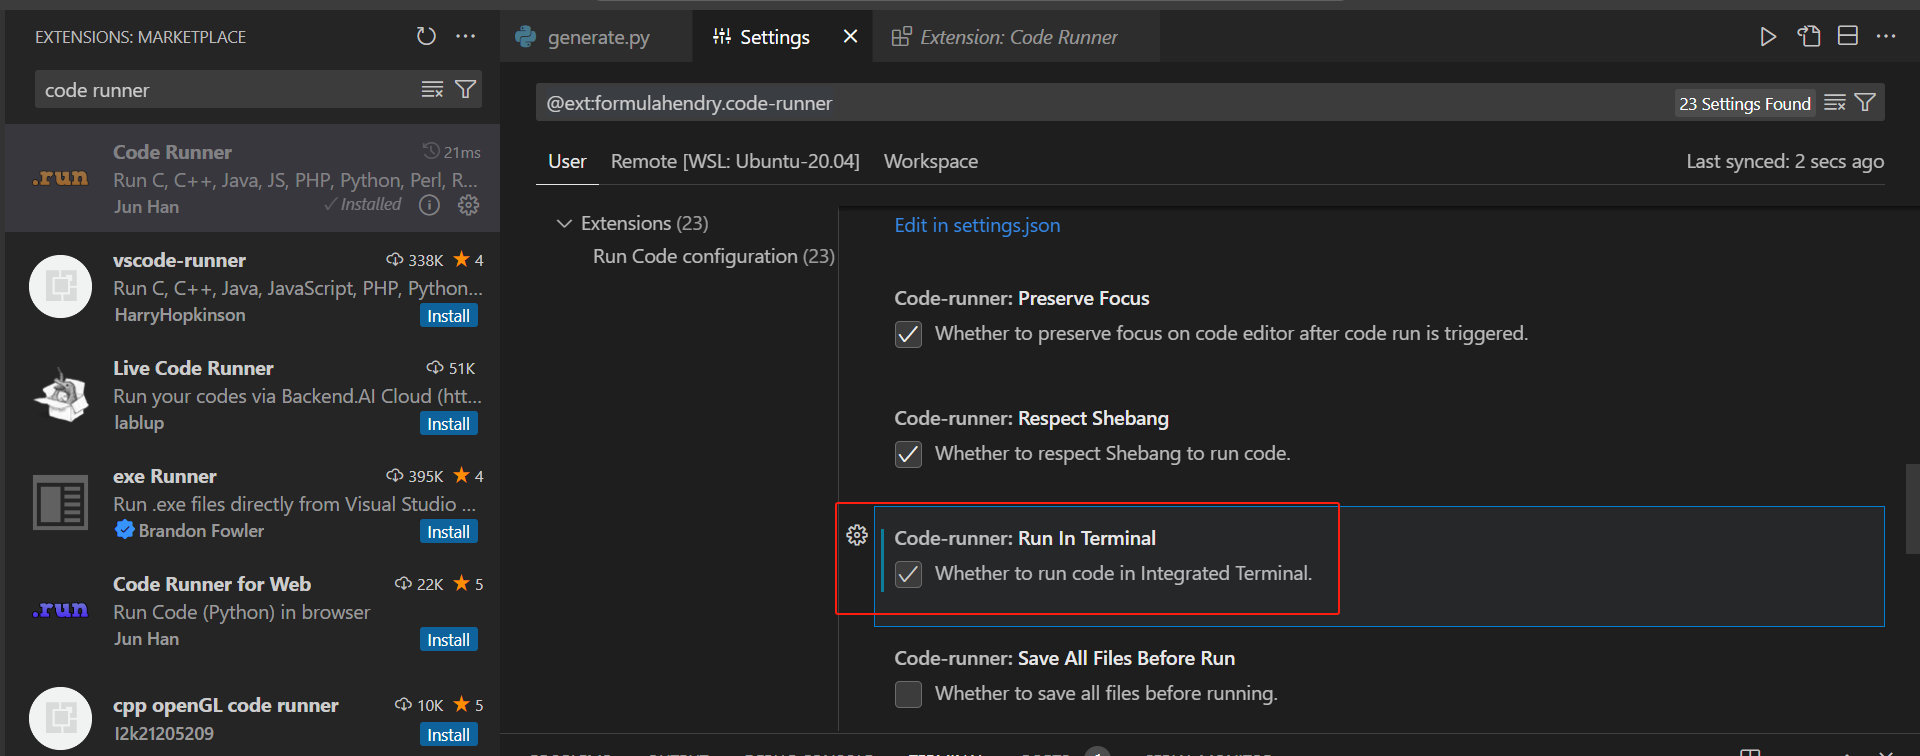 EXTENSIONS: MARKETPLACE
code runner
.run
Code Runner
21ms
Run C, C++, Java, JS, PHP, Python, Perl, R...
Jun Han
Installed
vscode-runner
338K
4
Run C, C++, Java, JavaScript, PHP, Python...
HarryHopkinson
Install
Live Code Runner
51K
Run your codes via Backend.AI Cloud (htt...
lablup
Install
exe Runner
395K
4
Run .exe files directly from Visual Studio ...
Brandon Fowler
Install
.run
Code Runner for Web
22K
5
Run Code (Python) in browser
Jun Han
Install
cpp openGL code runner
10K
5
l2k21205209
Install
generate.py
Settings
Extension: Code Runner
@ext:formulahendry.code-runner
23 Settings Found
User
Remote [WSL: Ubuntu-20.04]
Workspace
Last synced: 2 secs ago
Extensions (23)
Run Code configuration (23)
Edit in settings.json
Code-runner: Preserve Focus
Whether to preserve focus on code editor after code run is triggered.
Code-runner: Respect Shebang
Whether to respect Shebang to run code.
Code-runner: Run In Terminal
Whether to run code in Integrated Terminal.
Code-runner: Save All Files Before Run
Whether to save all files before running.